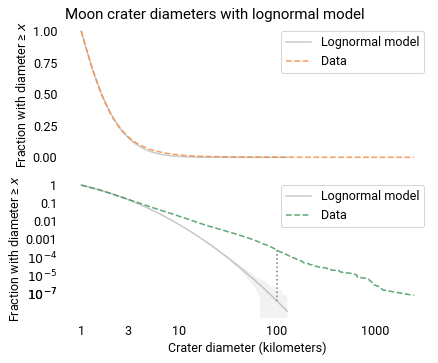 Moon crater diameters with lognormal model
Fraction with diameter ≥ x
1.00
0.75
0.50
0.25
0.00
Lognormal model
Data
Fraction with diameter ≥ x
1
0.1
0.01
0.001
10⁻⁴
10⁻⁵
10⁻⁷
Lognormal model
Data
1 3 10 100 1000
Crater diameter (kilometers)